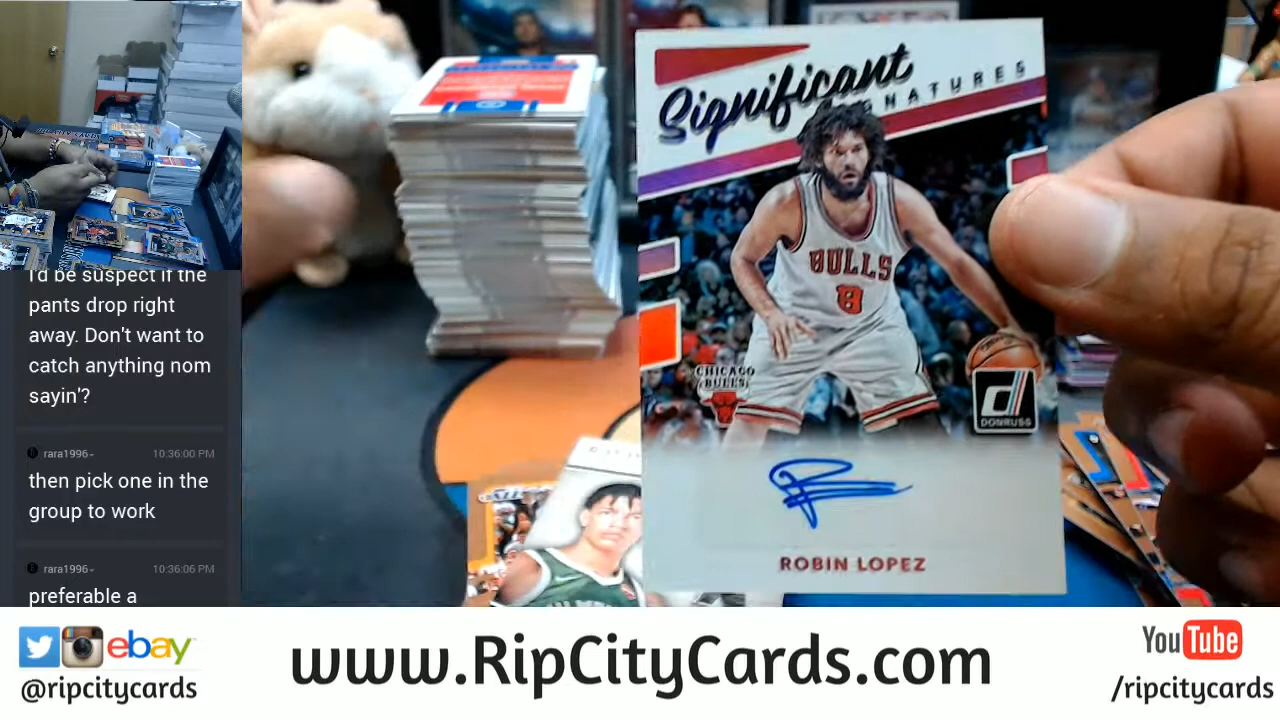 I'd be suspect if the
pants drop right
away. Don't want to
catch anything nom
sayin'?
rara1996
10:36:00 PM
then pick one in the
group to work
rara1996
10:36:06 PM
preferable a
Significant
SIGNATURES
BULLS
8
CHICAGO
BULLS
DONRUSS
ROBIN LOPEZ
ebay
@ripcitycards
www.RipCityCards.com
YouTube
/ripcitycards